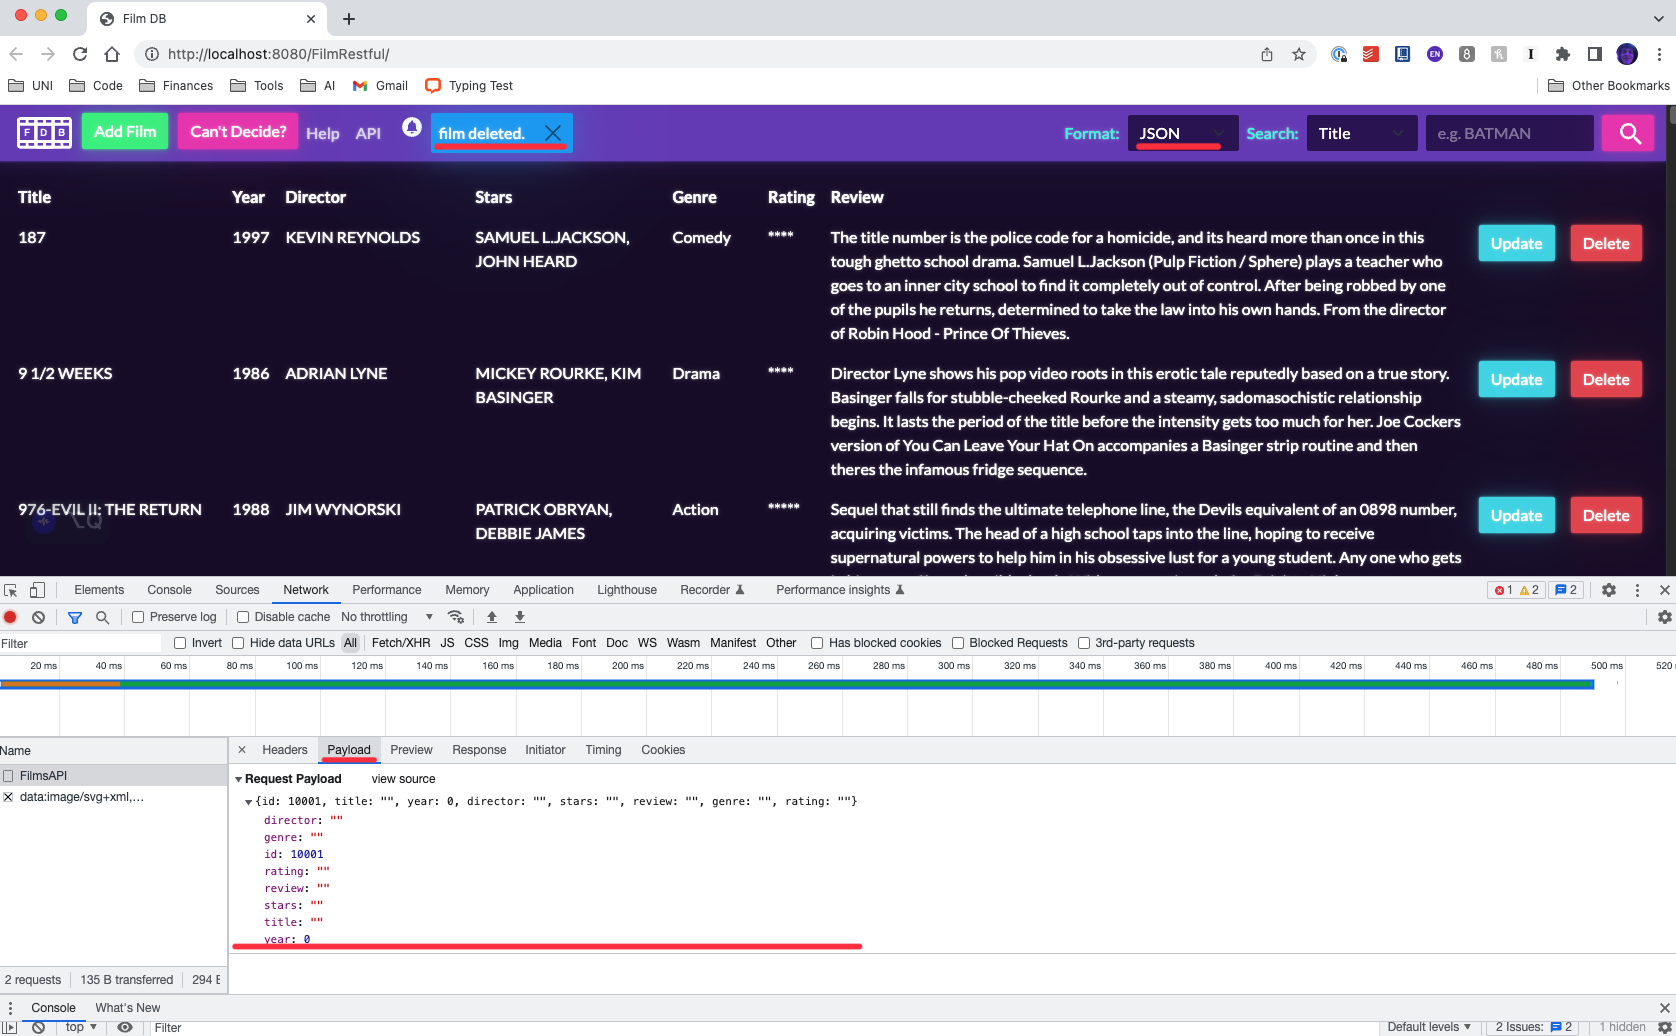 Film DB
http://localhost:8080/FilmRestful/
EN
UNI Code Finances Tools AI Gmail Typing Test Other Bookmarks
F D B Add Film Can't Decide? Help API film deleted. Format: JSON Search: Title e.g. BATMAN
Title Year Director Stars Genre Rating Review
187 1997 KEVIN REYNOLDS SAMUEL L.JACKSON, Comedy **** The title number is the police code for a homicide, and its heard more than once in this Update Delete
JOHN HEARD tough ghetto school drama. Samuel L.Jackson (Pulp Fiction / Sphere) plays a teacher who
goes to an inner city school to find it completely out of control. After being robbed by one
of the pupils he returns, determined to take the law into his own hands. From the director
of Robin Hood - Prince Of Thieves.
9 1/2 WEEKS 1986 ADRIAN LYNE MICKEY ROURKE, KIM Drama **** Director Lyne shows his pop video roots in this erotic tale reputedly based on a true story. Update Delete
BASINGER Basinger falls for stubble-cheeked Rourke and a steamy, sadomasochistic relationship
begins. It lasts the period of the title before the intensity gets too much for her. Joe Cockers
version of You Can Leave Your Hat On accompanies a Basinger strip routine and then
theres the infamous fridge sequence.
976-EVIL II: THE RETURN 1988 JIM WYNORSKI PATRICK OBRYAN, Action ***** Sequel that still finds the ultimate telephone line, the Devils equivalent of an 0898 number, Update Delete
⌥Q DEBBIE JAMES acquiring victims. The head of a high school taps into the line, hoping to receive
supernatural powers to help him in his obsessive lust for a young student. Any one who gets
Elements Console Sources Network Performance Memory Application Lighthouse Recorder Performance insights 1 2 2
Preserve log Disable cache No throttling
Filter Invert Hide data URLs All Fetch/XHR JS CSS Img Media Font Doc WS Wasm Manifest Other Has blocked cookies Blocked Requests 3rd-party requests
20 ms 40 ms 60 ms 80 ms 100 ms 120 ms 140 ms 160 ms 180 ms 200 ms 220 ms 240 ms 260 ms 280 ms 300 ms 320 ms 340 ms 360 ms 380 ms 400 ms 420 ms 440 ms 460 ms 480 ms 500 ms 520
Name Headers Payload Preview Response Initiator Timing Cookies
FilmsAPI
data:image/svg+xml,…
Request Payload view source
{id: 10001, title: "", year: 0, director: "", stars: "", review: "", genre: "", rating: ""}
director: ""
genre: ""
id: 10001
rating: ""
review: ""
stars: ""
title: ""
year: 0
2 requests 135 B transferred 294 B
Console What's New
top Filter Default levels 2 Issues: 2 1 hidden